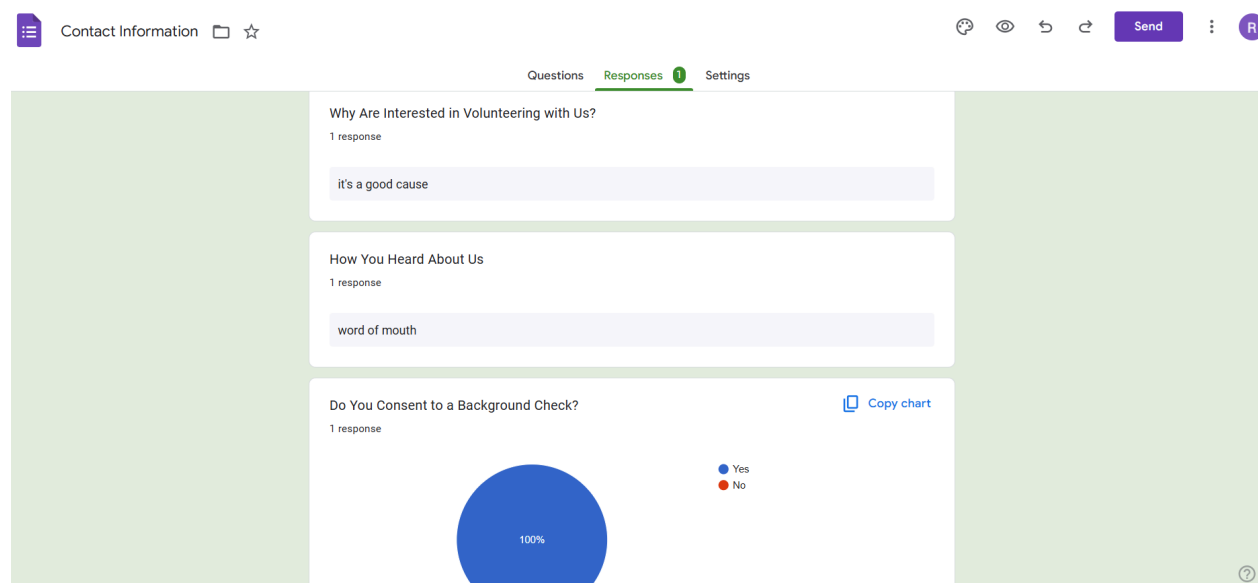 Contact Information
Send
R
Questions
Responses 1
Settings
Why Are Interested in Volunteering with Us?
1 response
it's a good cause
How You Heard About Us
1 response
word of mouth
Do You Consent to a Background Check?
Copy chart
1 response
Yes
No
100%
?